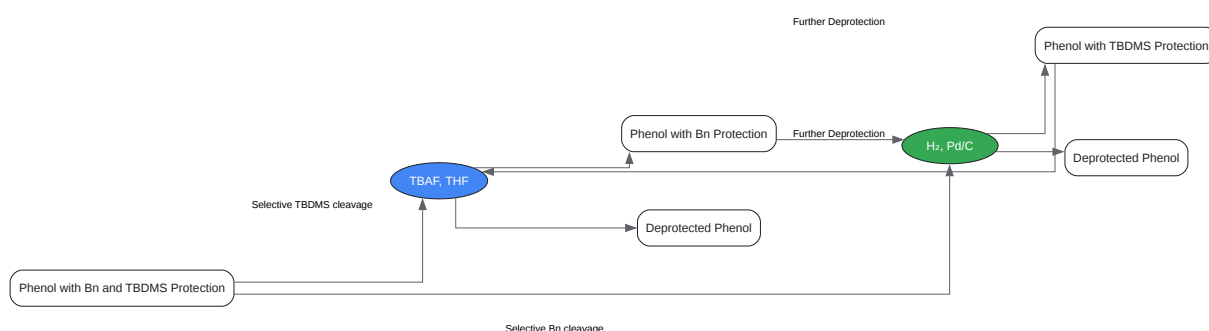 Further Deprotection
Phenol with TBDMS Protection
Phenol with Bn Protection
Further Deprotection
H₂, Pd/C
Deprotected Phenol
TBAF, THF
Selective TBDMS cleavage
Deprotected Phenol
Phenol with Bn and TBDMS Protection
Selective Bn cleavage